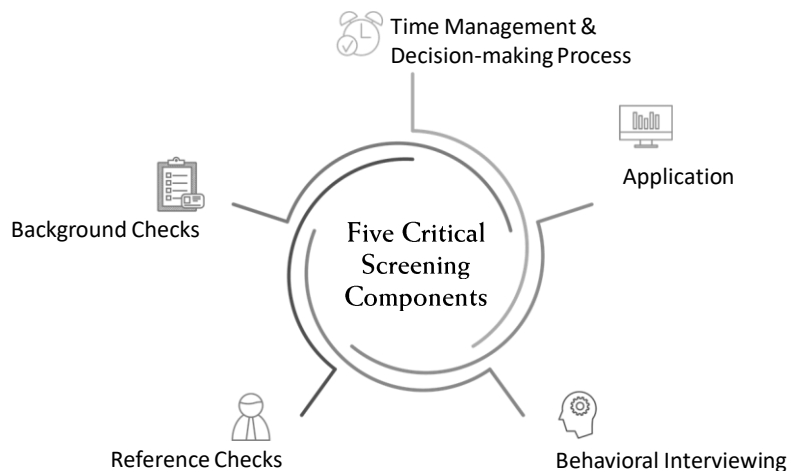 Time Management &
Decision-making Process
Application
Background Checks
Five Critical
Screening
Components
Reference Checks
Behavioral Interviewing